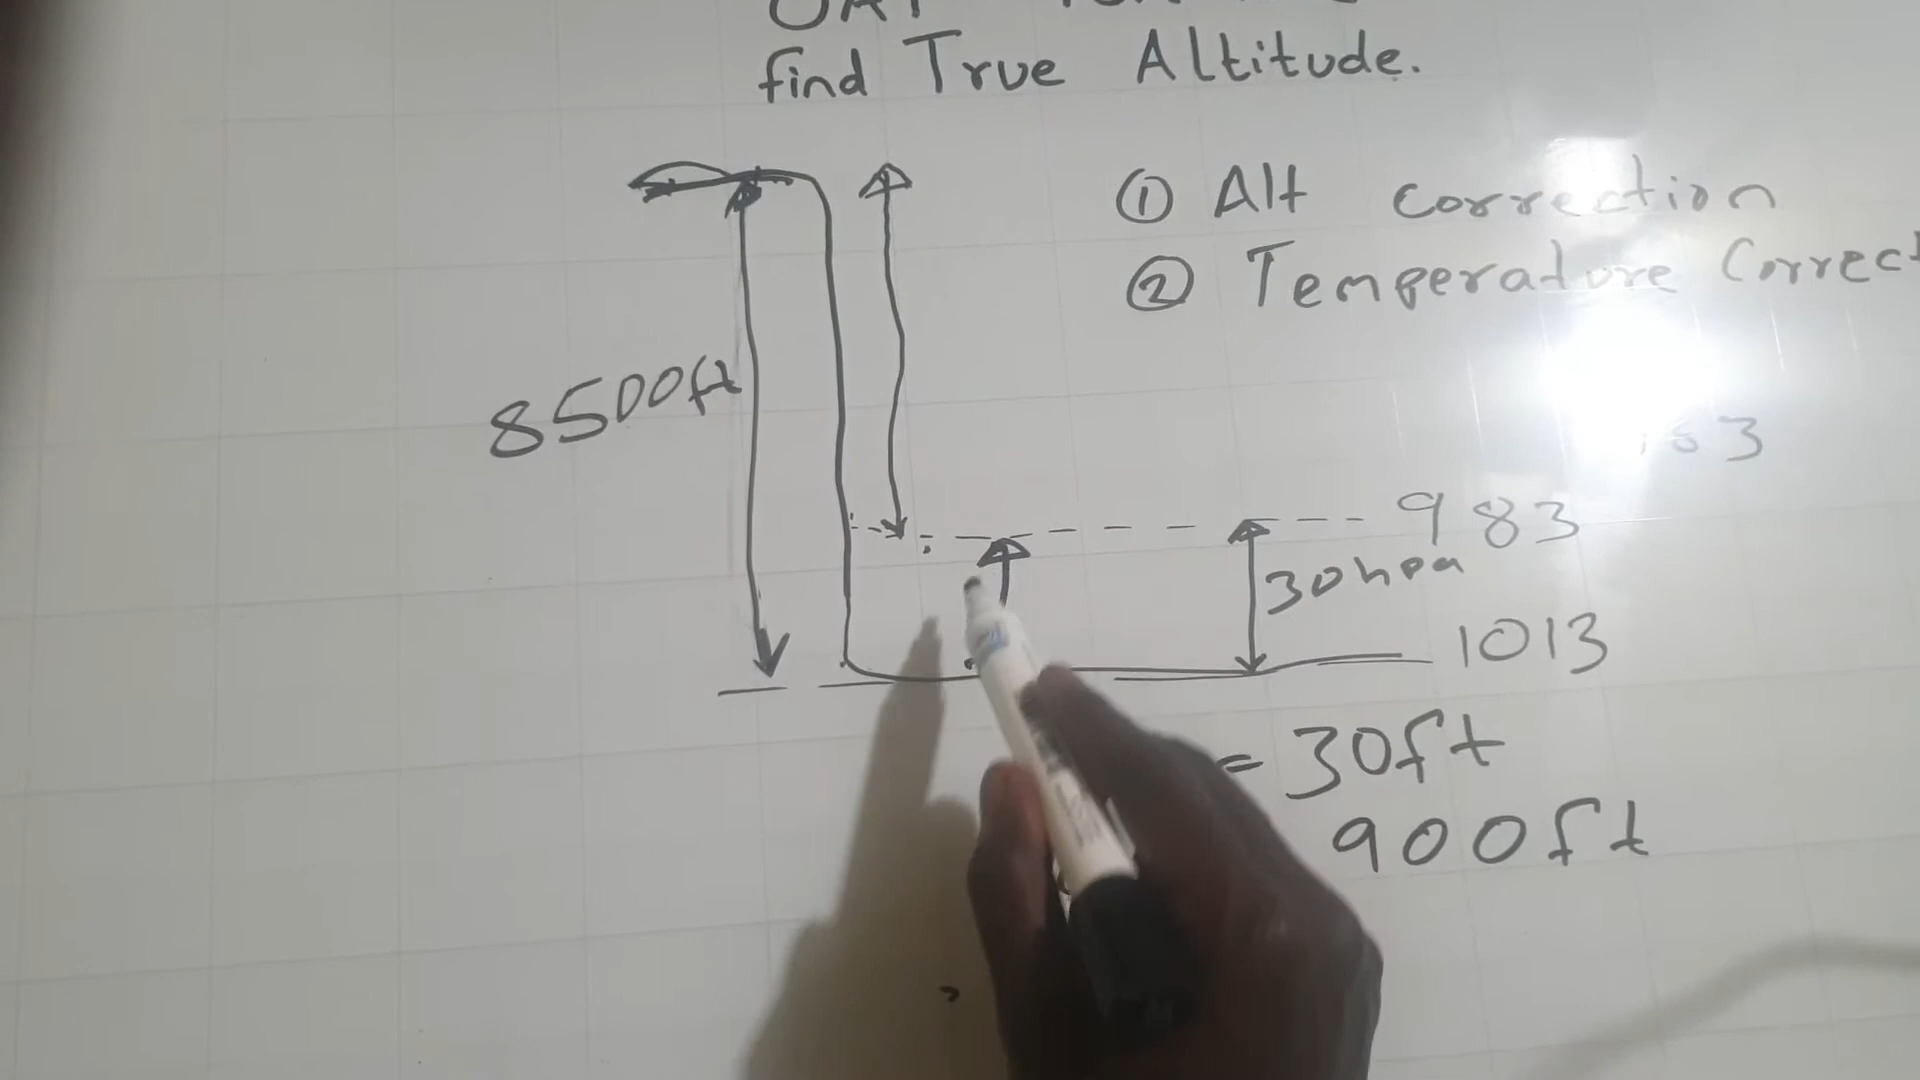 find True Altitude.
① Alt correction
② Temperature Correct
8500ft
983
30hpa
1013
= 30ft
900ft